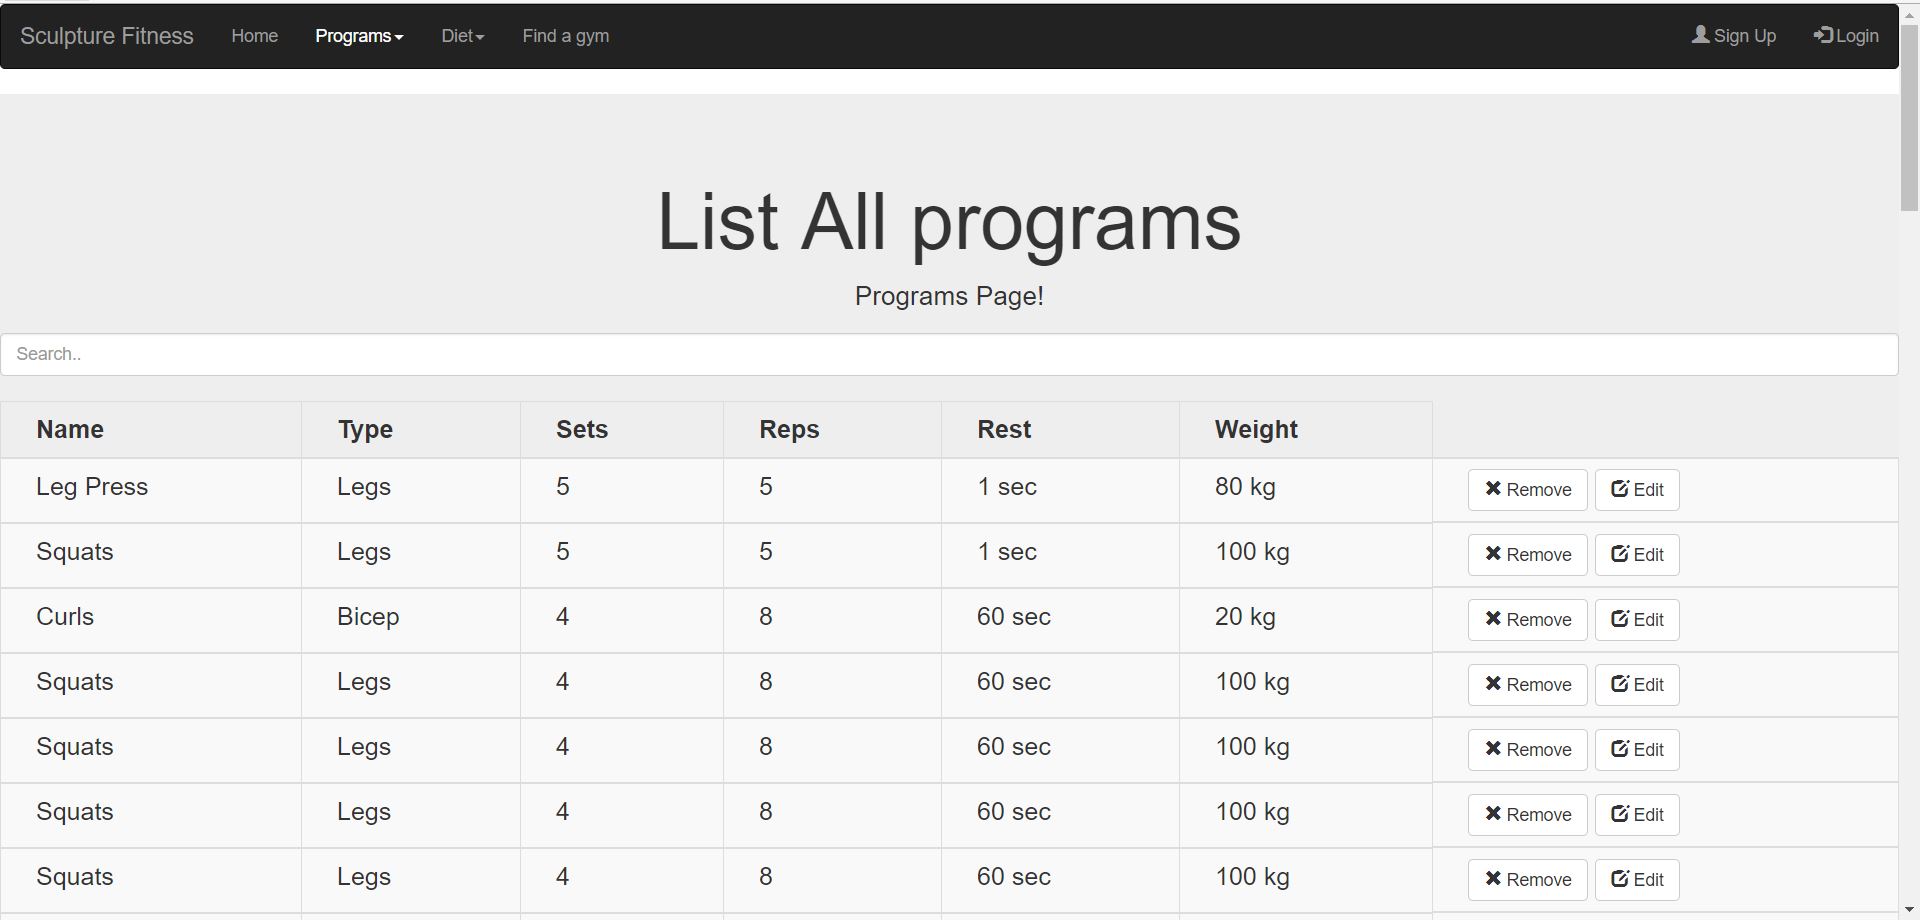 Sculpture Fitness Home Programs Diet Find a gym Sign Up Login
List All programs
Programs Page!
Search..
Name Type Sets Reps Rest Weight
Leg Press Legs 5 5 1 sec 80 kg Remove Edit
Squats Legs 5 5 1 sec 100 kg Remove Edit
Curls Bicep 4 8 60 sec 20 kg Remove Edit
Squats Legs 4 8 60 sec 100 kg Remove Edit
Squats Legs 4 8 60 sec 100 kg Remove Edit
Squats Legs 4 8 60 sec 100 kg Remove Edit
Squats Legs 4 8 60 sec 100 kg Remove Edit